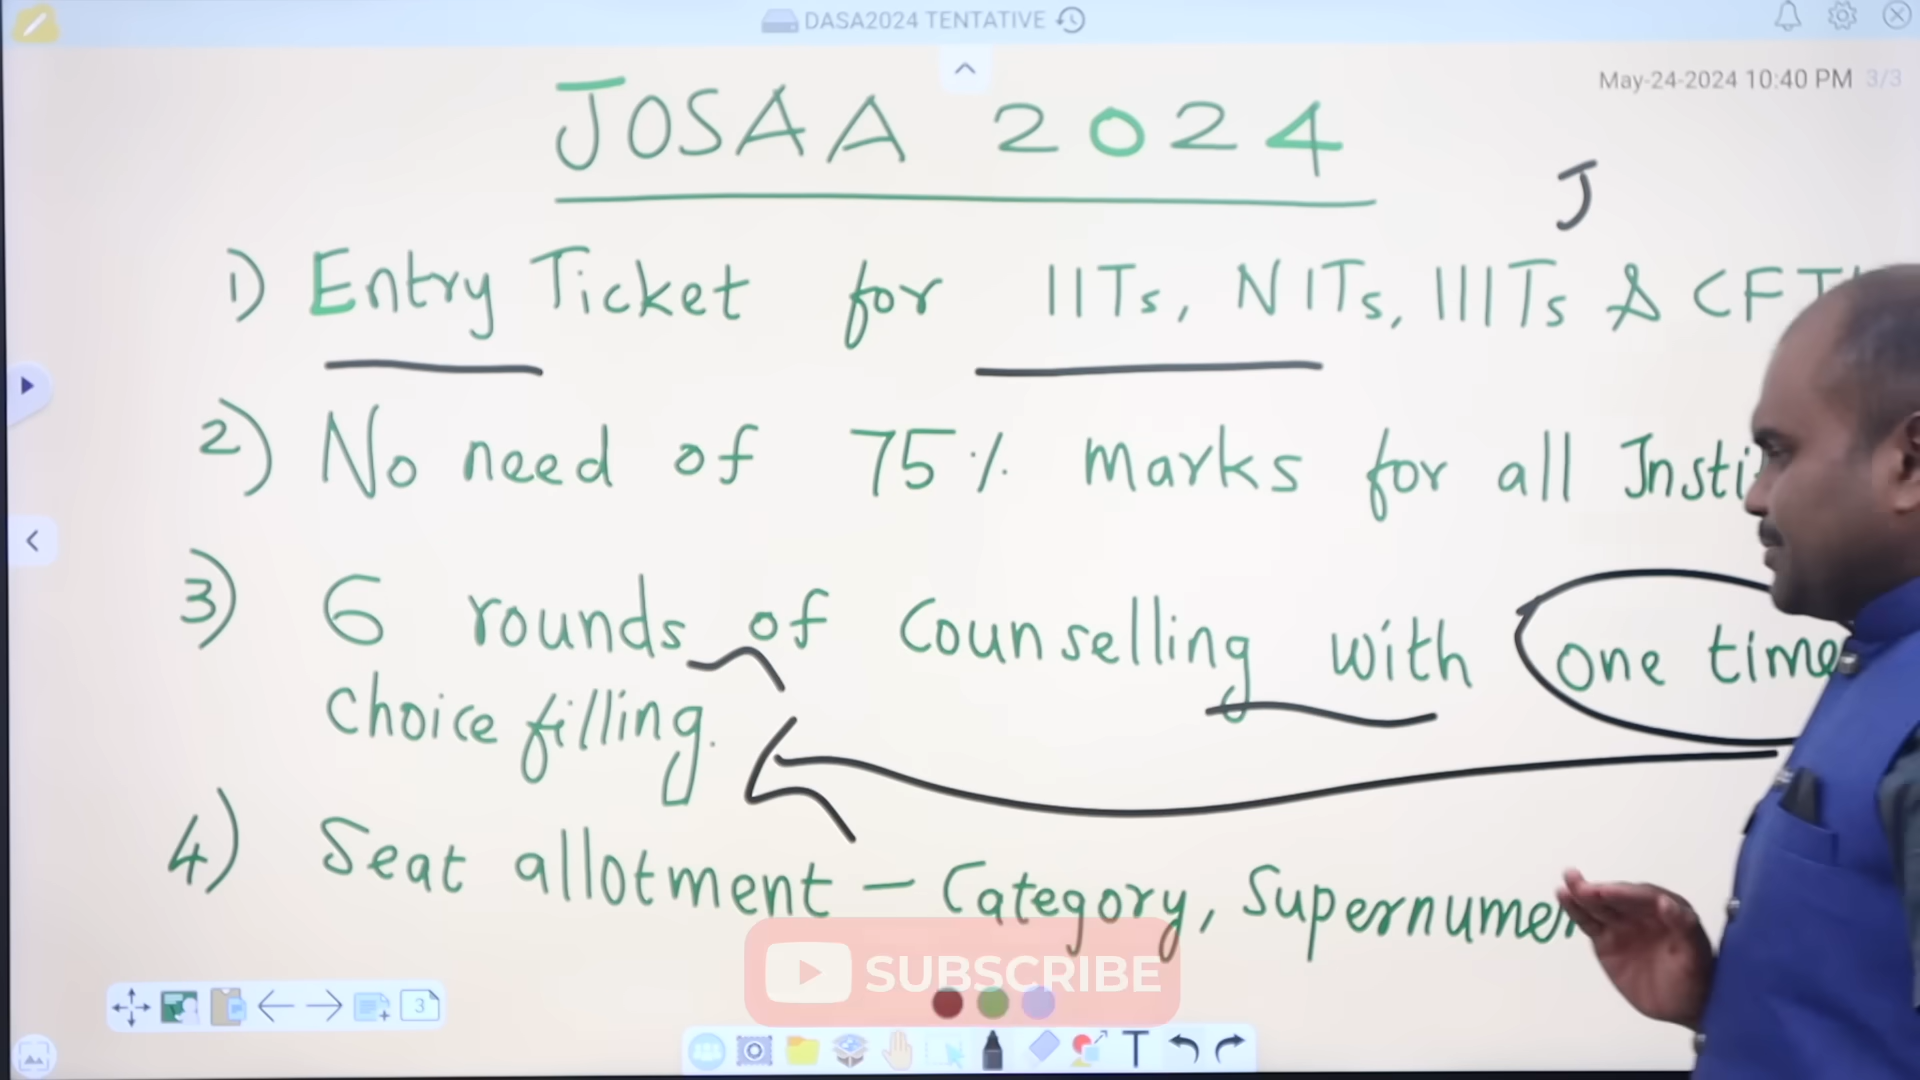 DASA2024 TENTATIVE
May-24-2024 10:40 PM 3/3
JOSAA 2024
J
1) Entry Ticket for IITs, NITs, IIITs & CFT
2) No need of 75% marks for all Insti
3) 6 rounds of Counselling with one time
choice filling.
4) Seat allotment - Category, Supernumer
SUBSCRIBE
3
T